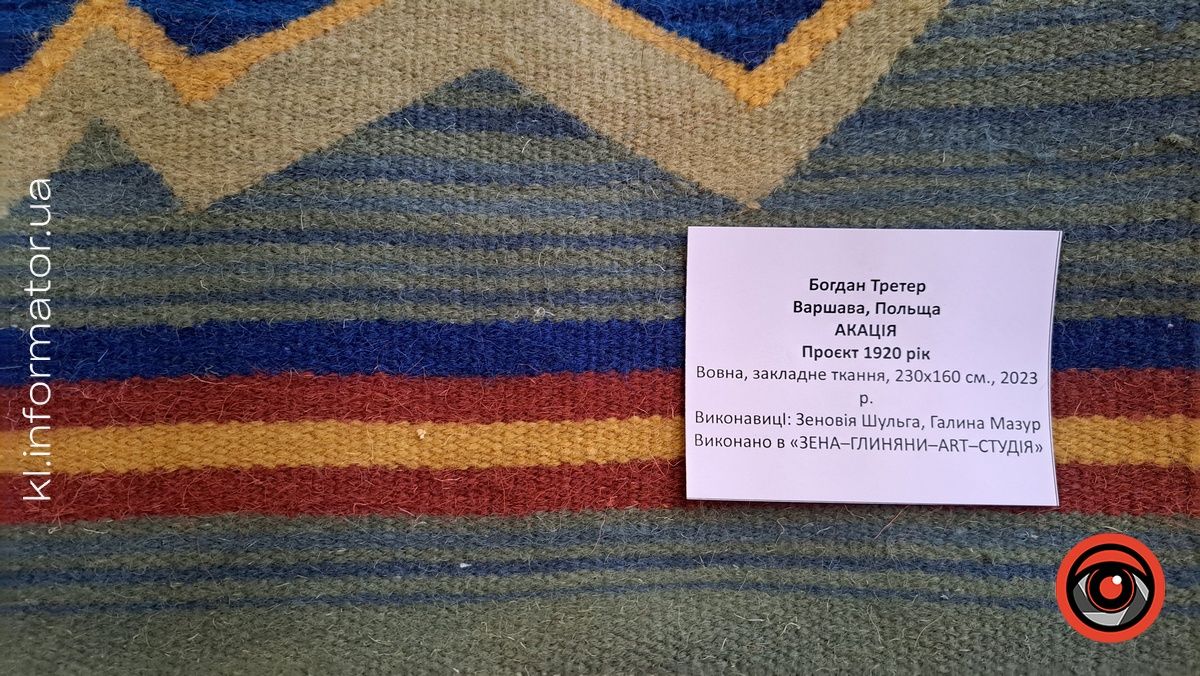 kl.informator.ua
Богдан Третер
Варшава, Польща
АКАЦІЯ
Проєкт 1920 рік
Вовна, закладне ткання, 230х160 см., 2023
р.
ВиконавиціІ: Зеновія Шульга, Галина Мазур
Виконано в «ЗЕНА–ГЛИНЯНИ–ART–СТУДІЯ»